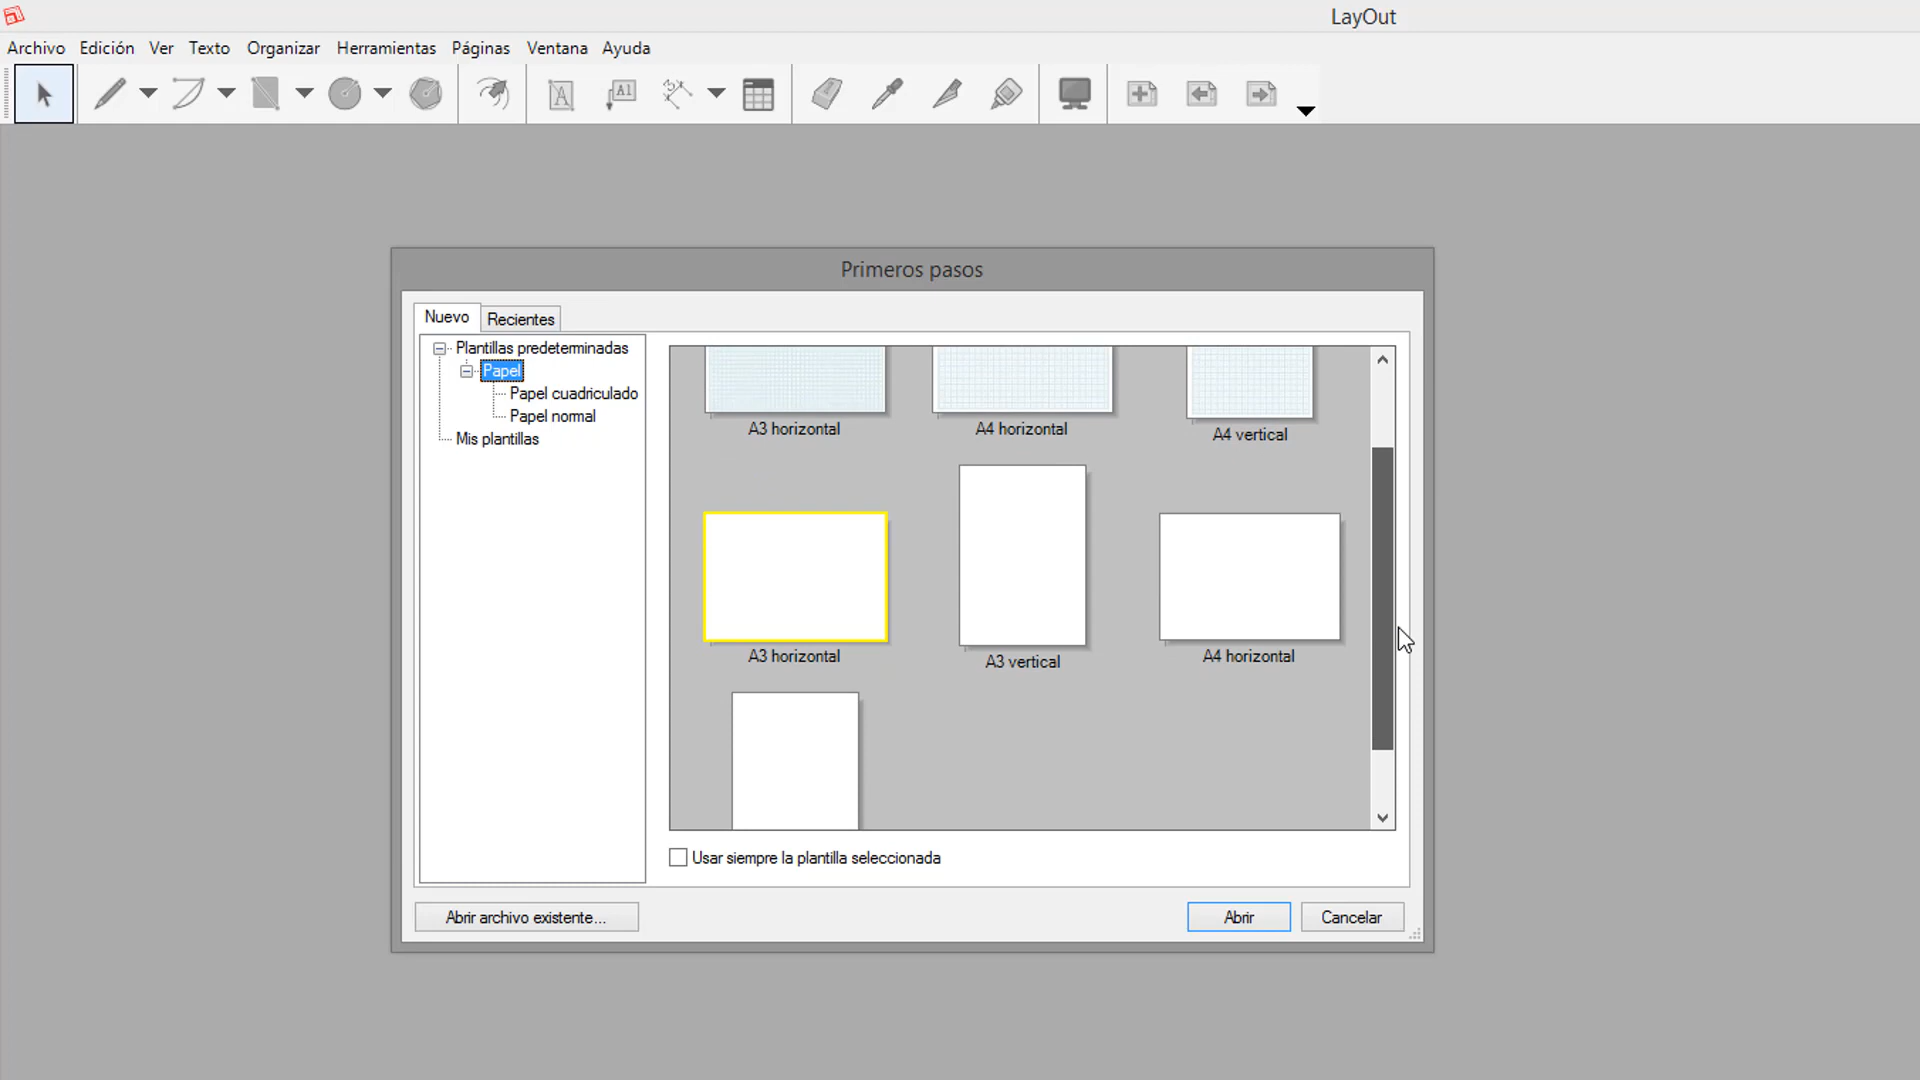 LayOut
Archivo Edición Ver Texto Organizar Herramientas Páginas Ventana Ayuda
A A1
Primeros pasos
Nuevo Recientes
Plantillas predeterminadas
Papel
Papel cuadriculado
Papel normal
Mis plantillas
A3 horizontal A4 horizontal A4 vertical
A3 horizontal A3 vertical A4 horizontal
Usar siempre la plantilla seleccionada
Abrir archivo existente... Abrir Cancelar